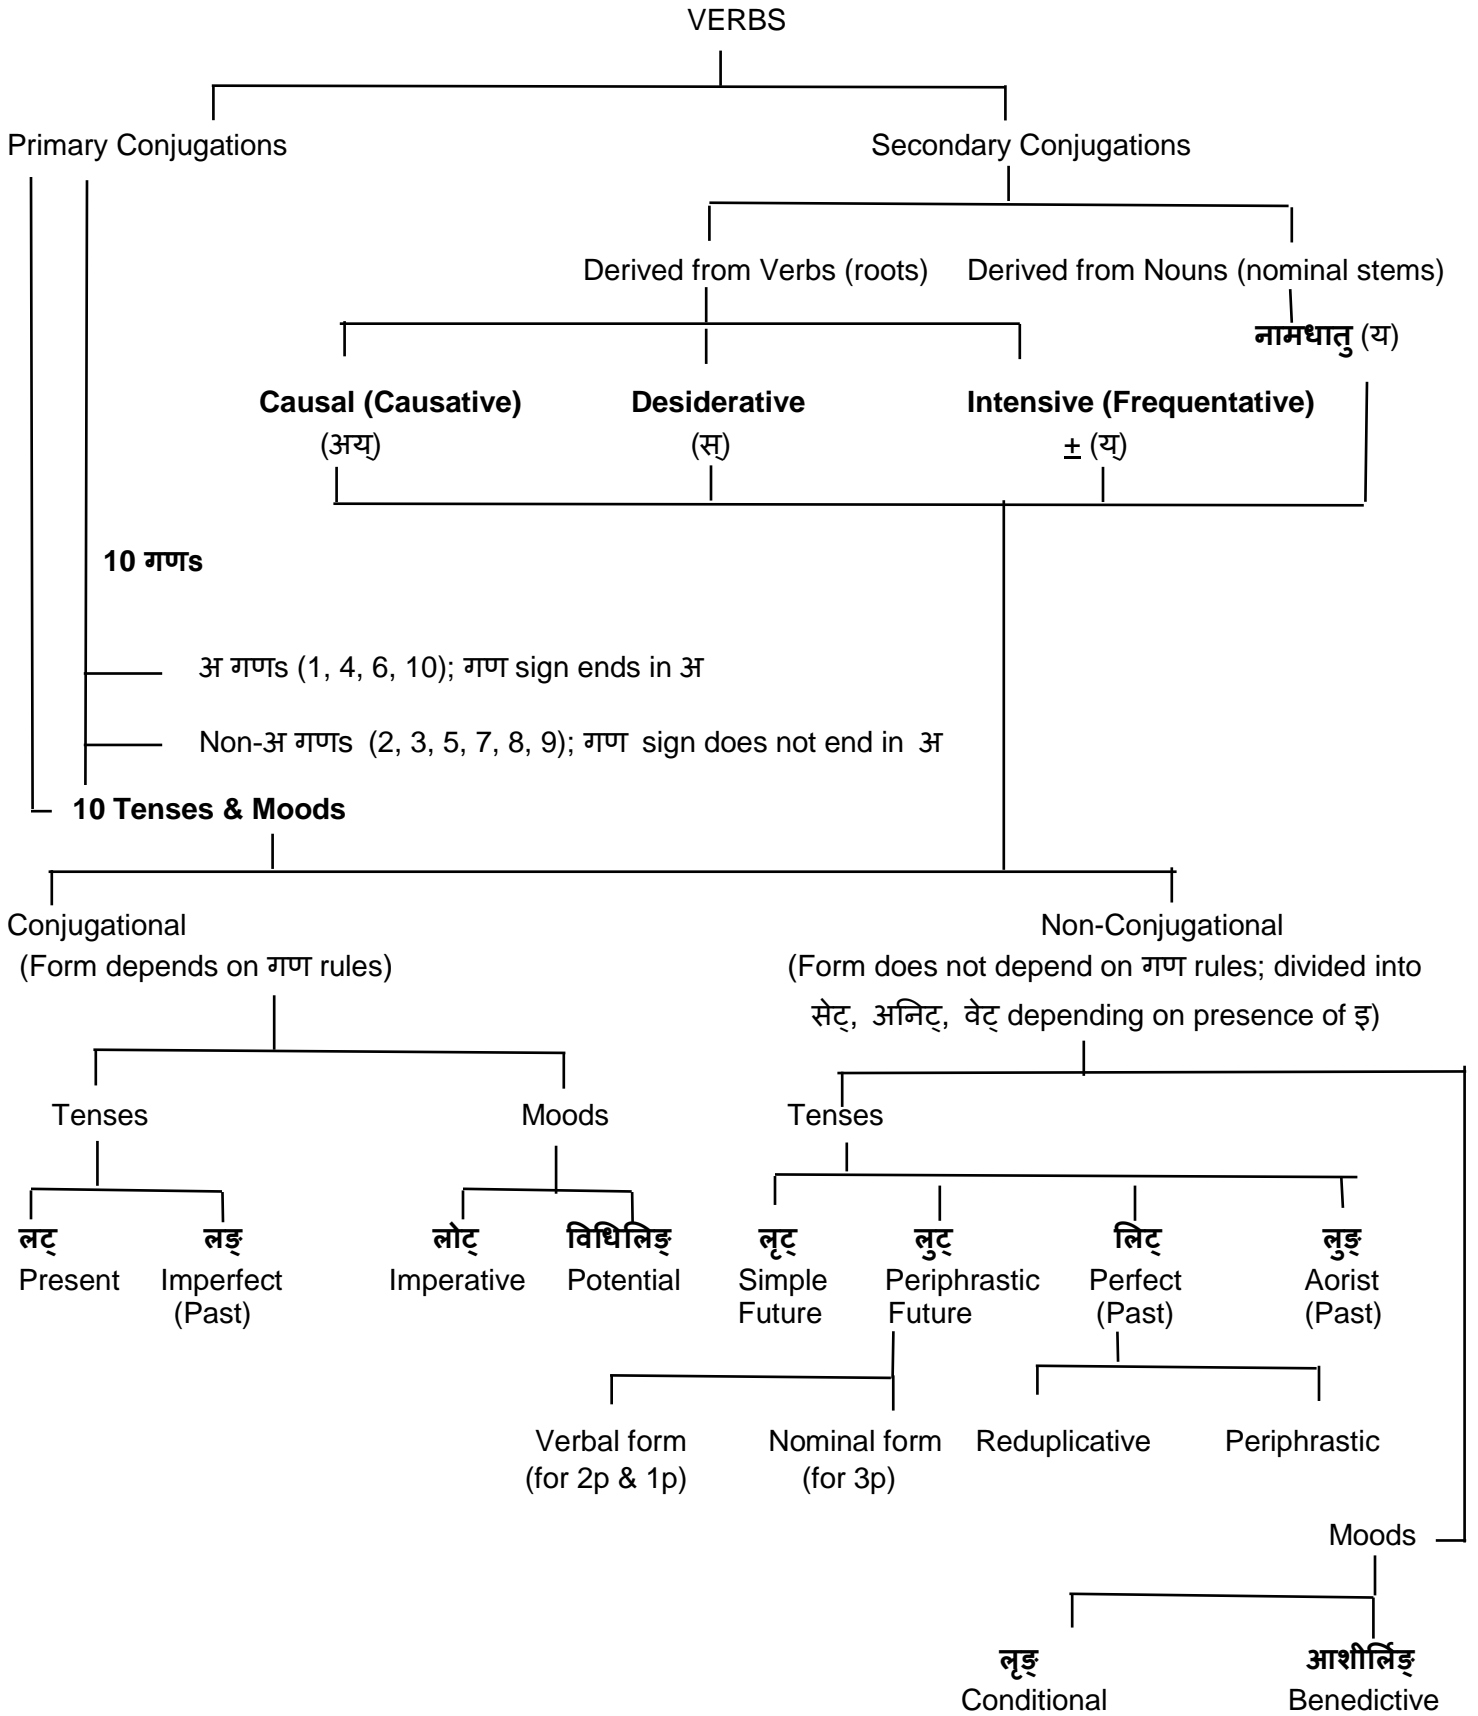 VERBS
Primary Conjugations
Secondary Conjugations
Derived from Verbs (roots)
Derived from Nouns (nominal stems)
नामधातु (य)
Causal (Causative)
Desiderative
Intensive (Frequentative)
(अय्)
(स्)
± (य्)
10 गणs
अ गणs (1, 4, 6, 10); गण sign ends in अ
Non-अ गणs (2, 3, 5, 7, 8, 9); गण sign does not end in अ
10 Tenses & Moods
Conjugational
(Form depends on गण rules)
Non-Conjugational
(Form does not depend on गण rules; divided into
सेट्, अनिट्, वेट् depending on presence of इ)
Tenses
Moods
Tenses
लट्
Present
लङ्
Imperfect
(Past)
लोट्
Imperative
विधिलिङ्
Potential
लृट्
Simple
Future
लुट्
Periphrastic
Future
लिट्
Perfect
(Past)
लुङ्
Aorist
(Past)
Verbal form
(for 2p & 1p)
Nominal form
(for 3p)
Reduplicative
Periphrastic
Moods
लृङ्
Conditional
आशीर्लिङ्
Benedictive